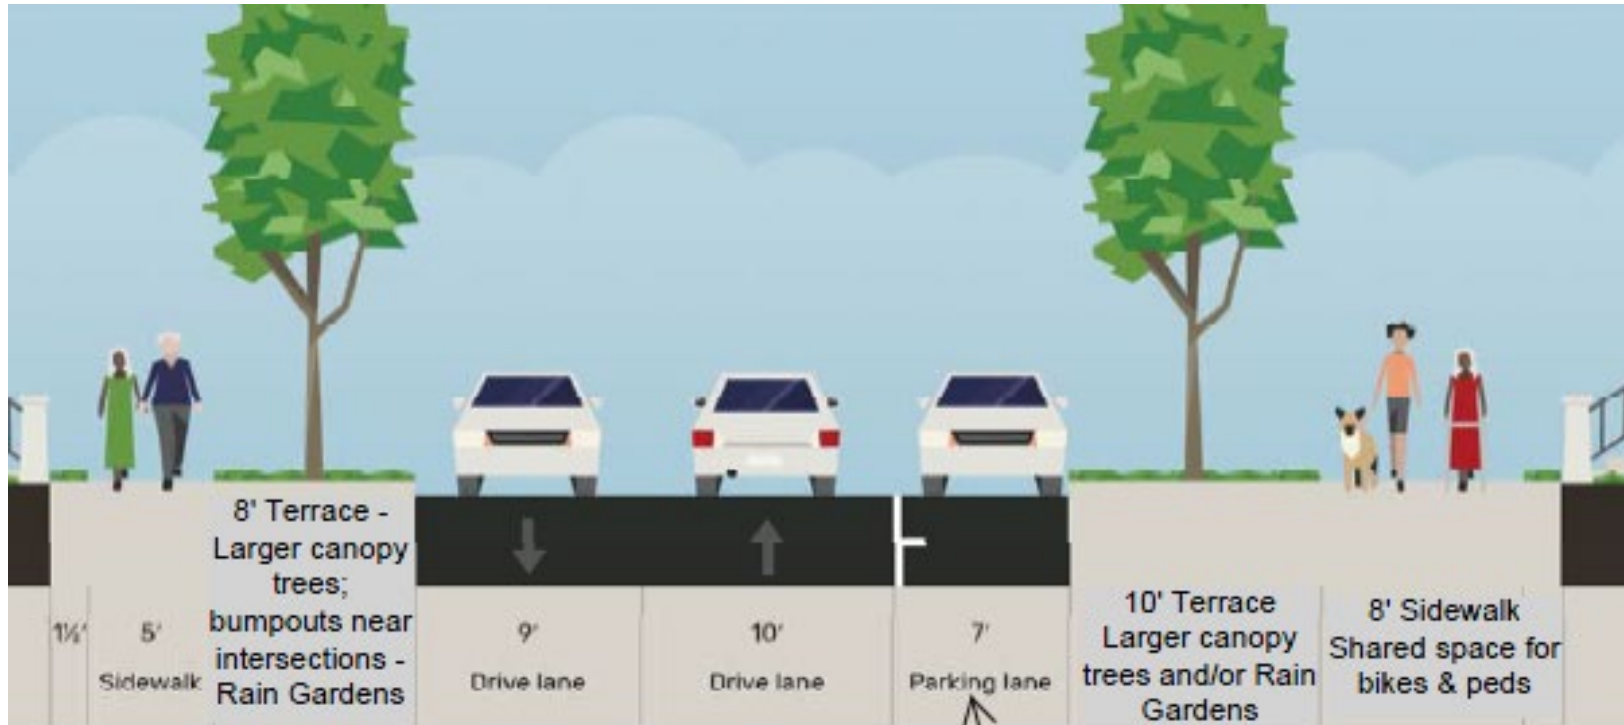 1½'
5'
Sidewalk
8' Terrace -
Larger canopy
trees;
bumpouts near
intersections -
Rain Gardens
9'
Drive lane
10'
Drive lane
7'
Parking lane
10' Terrace
Larger canopy
trees and/or Rain
Gardens
8' Sidewalk
Shared space for
bikes & peds